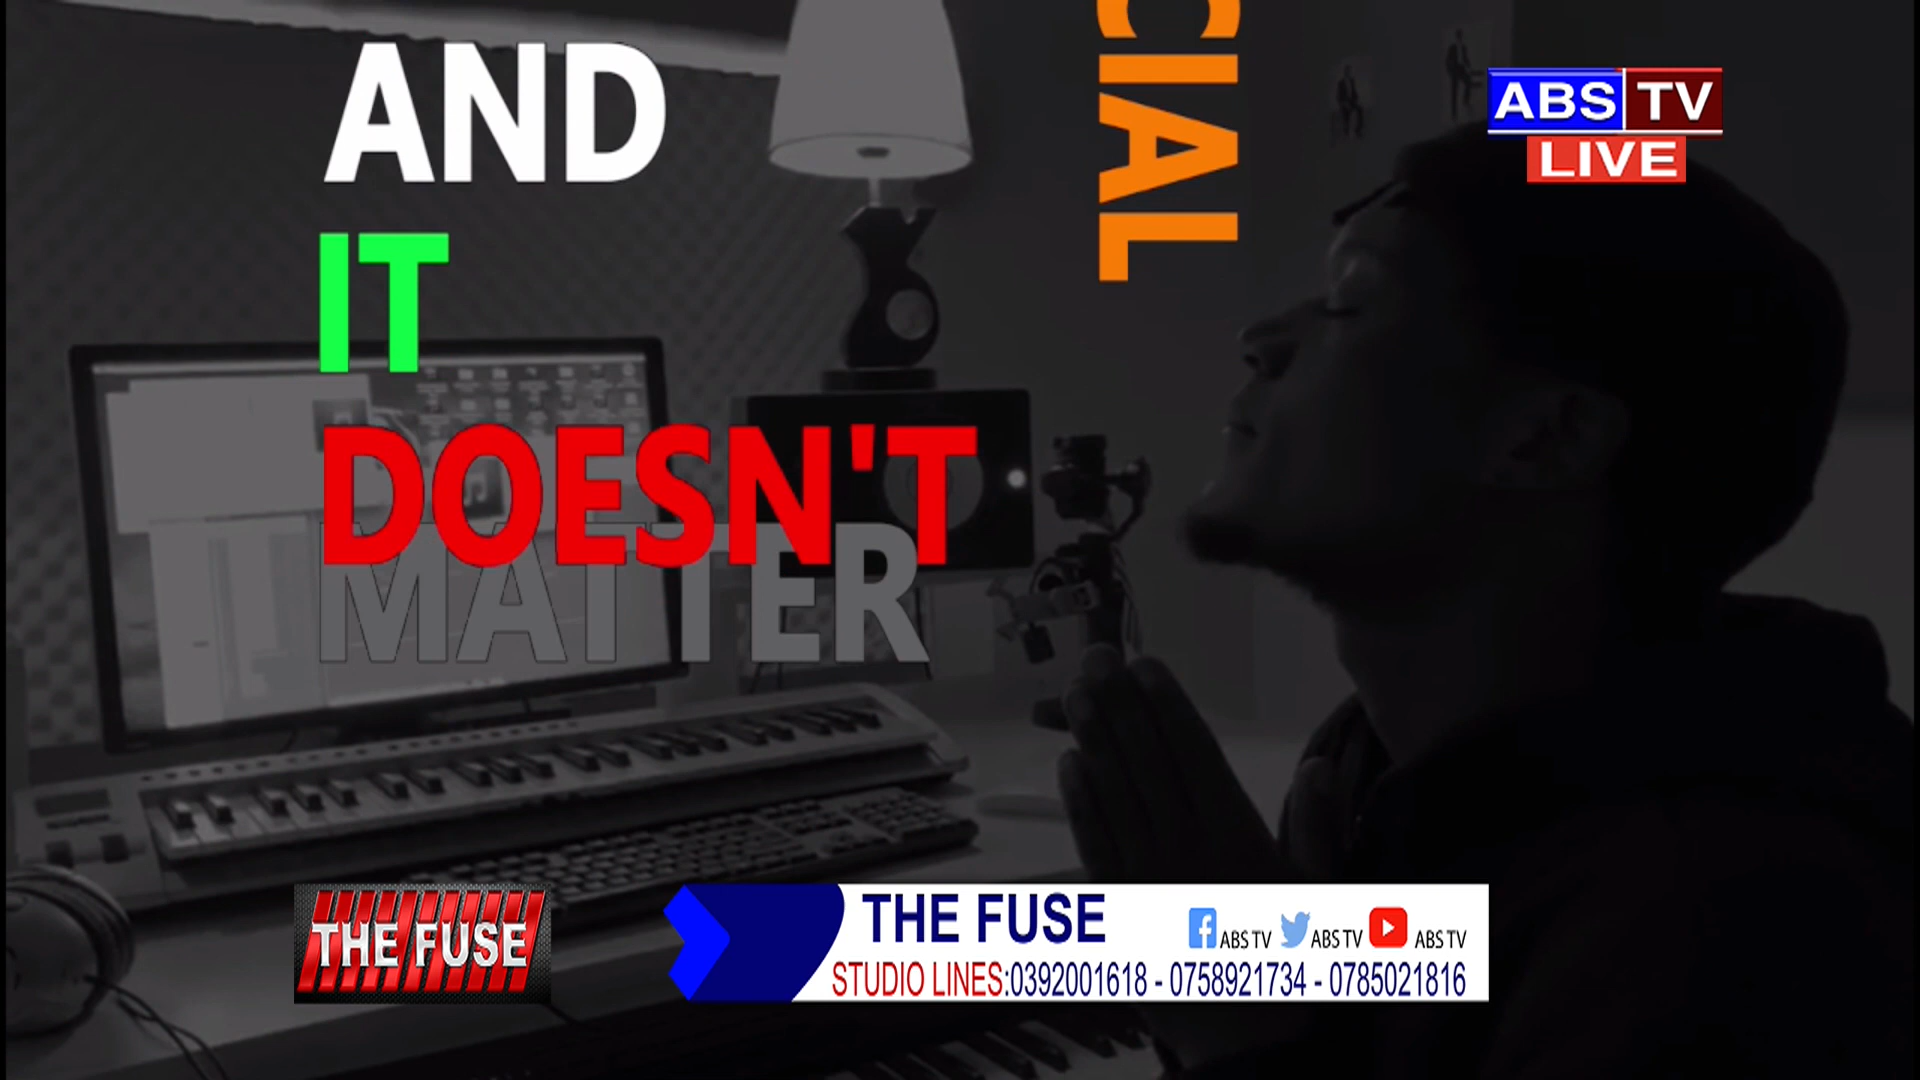 AND
IT
DOESN'T
MATTER
CIAL
ABS TV
LIVE
THE FUSE
THE FUSE
ABS TV ABS TV ABS TV
STUDIO LINES:0392001618 - 0758921734 - 0785021816